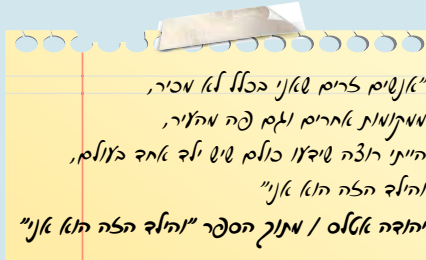 "אנשים זרים שאני בכלל לא מכיר,
ממקומות אחרים וגם פה מהעיר,
הייתי רוצה שידעו כולם שיש ילד אחד בעולם,
והילד הזה הוא אני"
יהודה אטלס / מתוך הספר "והילד הזה הוא אני"